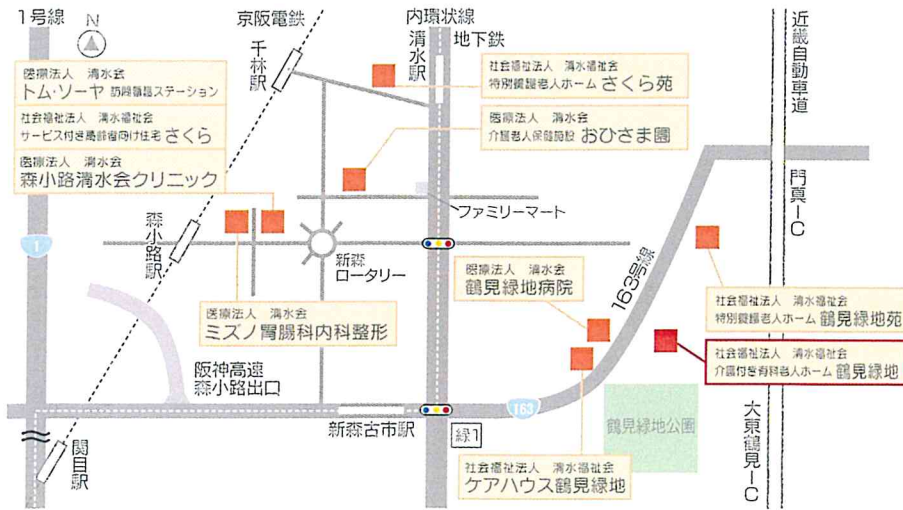 1号線
N
京阪電鉄
千林駅
内環状線
地下鉄
清水駅
近畿自動車道
医療法人 清水会
トム・ソーヤ 訪問看護ステーション
社会福祉法人 清水福祉会
サービス付き高齢者向け住宅 さくら
医療法人 清水会
森小路清水会クリニック
社会福祉法人 清水福祉会
特別養護老人ホーム さくら苑
医療法人 清水会
介護老人保健施設 おひさま園
ファミリーマート
門真IC
森小路駅
1
新森
ロータリー
163号線
医療法人 清水会
鶴見緑地病院
医療法人 清水会
ミズノ胃腸科内科整形
社会福祉法人 清水福祉会
特別養護老人ホーム 鶴見緑地苑
社会福祉法人 清水福祉会
介護付き有料老人ホーム 鶴見緑地
阪神高速
森小路出口
163
新森古市駅
緑1
鶴見緑地公園
大東鶴見IC
関目駅
社会福祉法人 清水福祉会
ケアハウス鶴見緑地